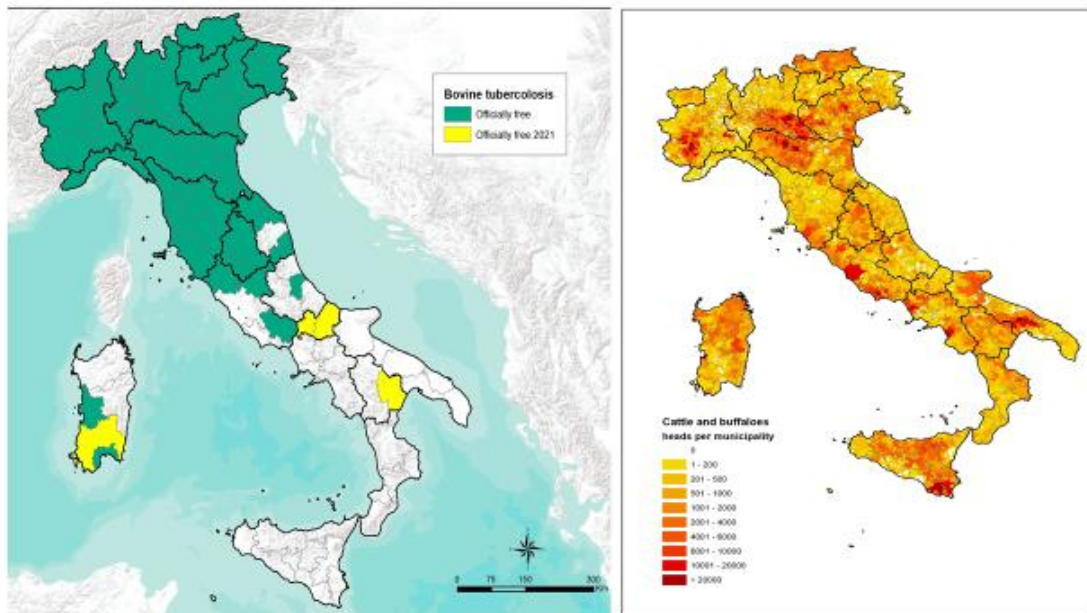 Bovine tubercolosis
Officially free
Officially free 2021
0 75 150 300
Cattle and buffaloes
heads per municipality
0
1 - 200
201 - 500
501 - 1000
1001 - 2000
2001 - 4000
4001 - 6000
6001 - 10000
10001 - 20000
> 20000